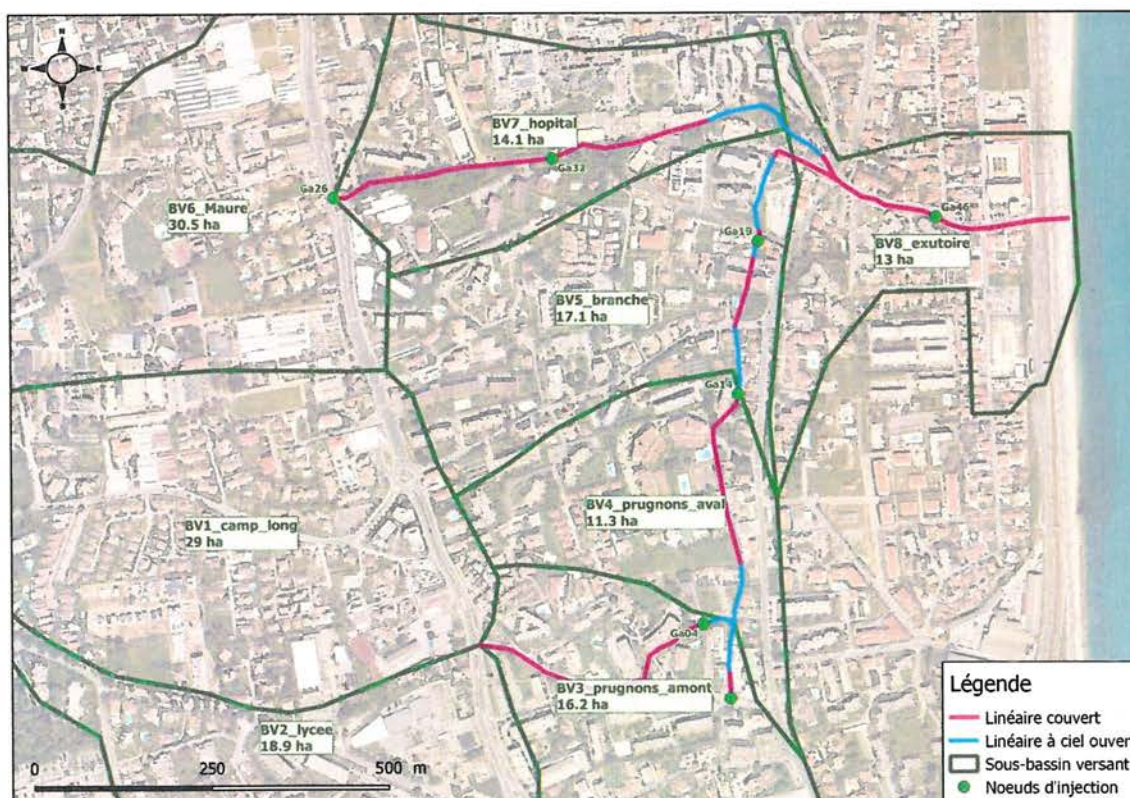 N
BV7_hopital
14.1 ha
Ga33
Ga26
BV6_Maure
30.5 ha
Ga46
Ga19
BV8_exutoire
13 ha
BV5_branche
17.1 ha
Ga14
BV4_prugnons_aval
11.3 ha
BV1_camp_long
29 ha
Ga04
BV3_prugnons_amont
16.2 ha
BV2_lycee
18.9 ha
0 250 500 m
Légende
Linéaire couvert
Linéaire à ciel ouver
Sous-bassin versant
Noeuds d'injection